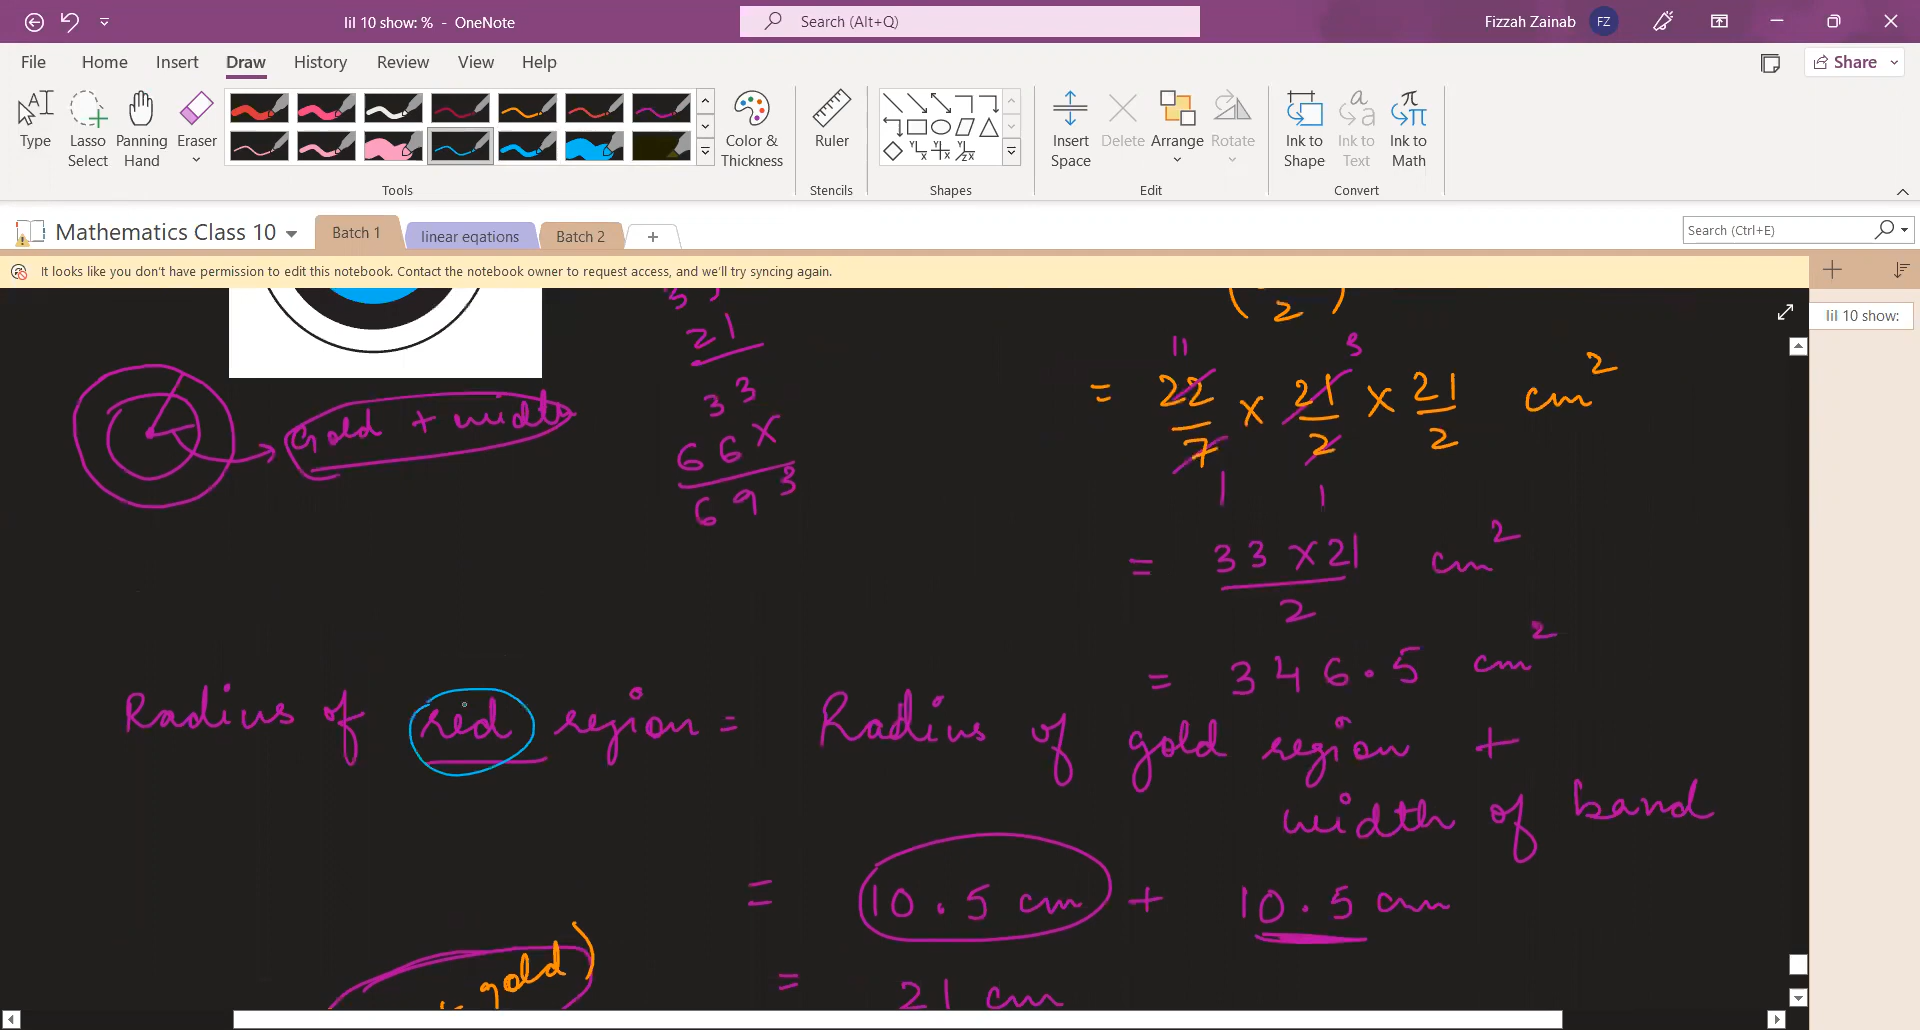 lil 10 show: % - OneNote
Search (Alt+Q)
Fizzah Zainab FZ
File Home Insert Draw History Review View Help
Share
Type
Lasso Select
Panning Hand
Eraser
Color & Thickness
Ruler
Insert Space
Delete
Arrange
Rotate
Ink to Shape
Ink to Text
Ink to Math
Tools Stencils Shapes Edit Convert
Mathematics Class 10
Batch 1
linear eqations
Batch 2
Search (Ctrl+E)
It looks like you don't have permission to edit this notebook. Contact the notebook owner to request access, and we'll try syncing again.
lil 10 show:
21
33
66X
693
Gold + width
( 2 )
11 3
= 22/7 x 21/2 x 21/2 cm²
1 1
= 33 x 21 / 2 cm²
= 346.5 cm²
Radius of red region = Radius of gold region +
width of band
= 10.5 cm + 10.5 cm
gold)
= 21 cm